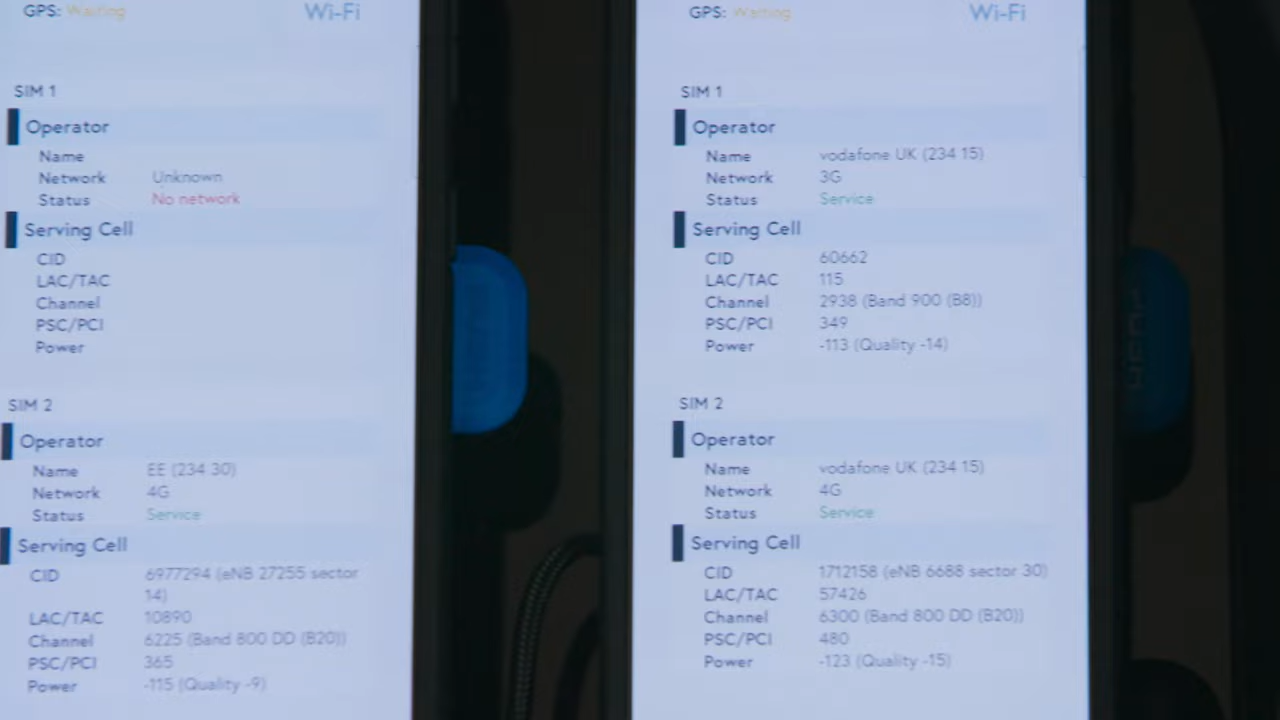 GPS: Waiting Wi-Fi
SIM 1
Operator
Name
Network Unknown
Status No network
Serving Cell
CID
LAC/TAC
Channel
PSC/PCI
Power
SIM 2
Operator
Name EE (234 30)
Network 4G
Status Service
Serving Cell
CID 6977294 (eNB 27255 sector
14)
LAC/TAC 10890
Channel 6225 (Band 800 DD (B20))
PSC/PCI 365
Power -115 (Quality -9)
GPS: Waiting Wi-Fi
SIM 1
Operator
Name vodafone UK (234 15)
Network 3G
Status Service
Serving Cell
CID 60662
LAC/TAC 115
Channel 2938 (Band 900 (B8))
PSC/PCI 349
Power -113 (Quality -14)
SIM 2
Operator
Name vodafone UK (234 15)
Network 4G
Status Service
Serving Cell
CID 1712158 (eNB 6688 sector 30)
LAC/TAC 57426
Channel 6300 (Band 800 DD (B20))
PSC/PCI 480
Power -123 (Quality -15)